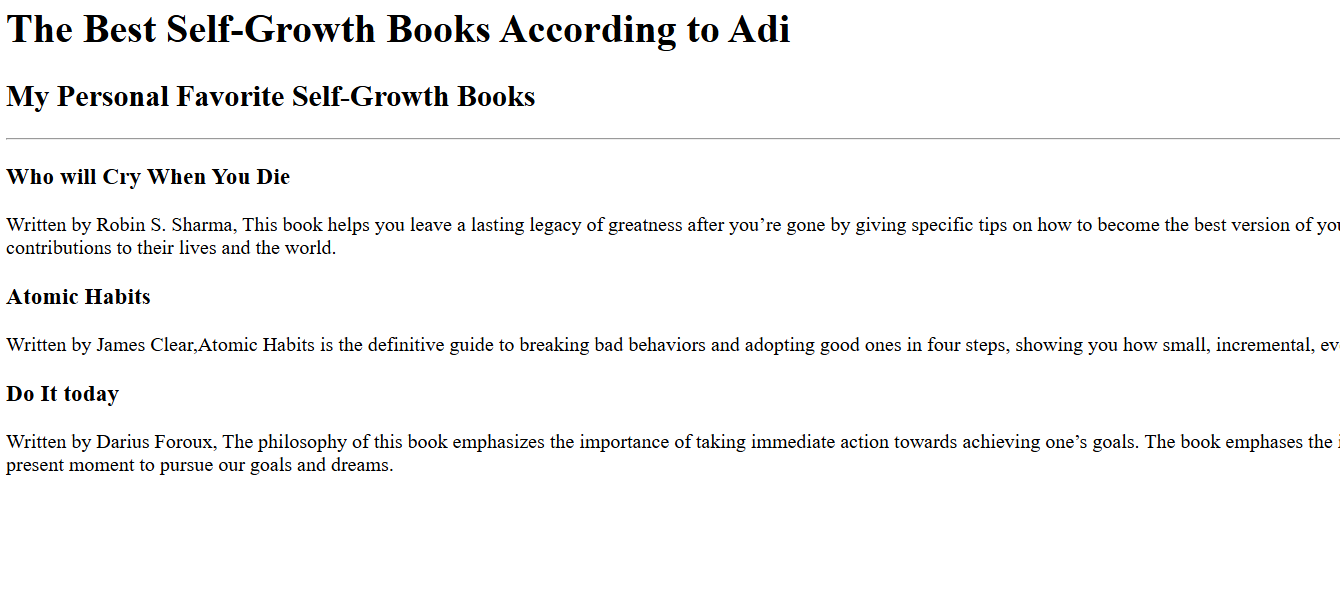 The Best Self-Growth Books According to Adi
My Personal Favorite Self-Growth Books
Who will Cry When You Die
Written by Robin S. Sharma, This book helps you leave a lasting legacy of greatness after you’re gone by giving specific tips on how to become the best version of
contributions to their lives and the world.
Atomic Habits
Written by James Clear,Atomic Habits is the definitive guide to breaking bad behaviors and adopting good ones in four steps, showing you how small, incremental,
Do It today
Written by Darius Foroux, The philosophy of this book emphasizes the importance of taking immediate action towards achieving one’s goals. The book emphases the
present moment to pursue our goals and dreams.